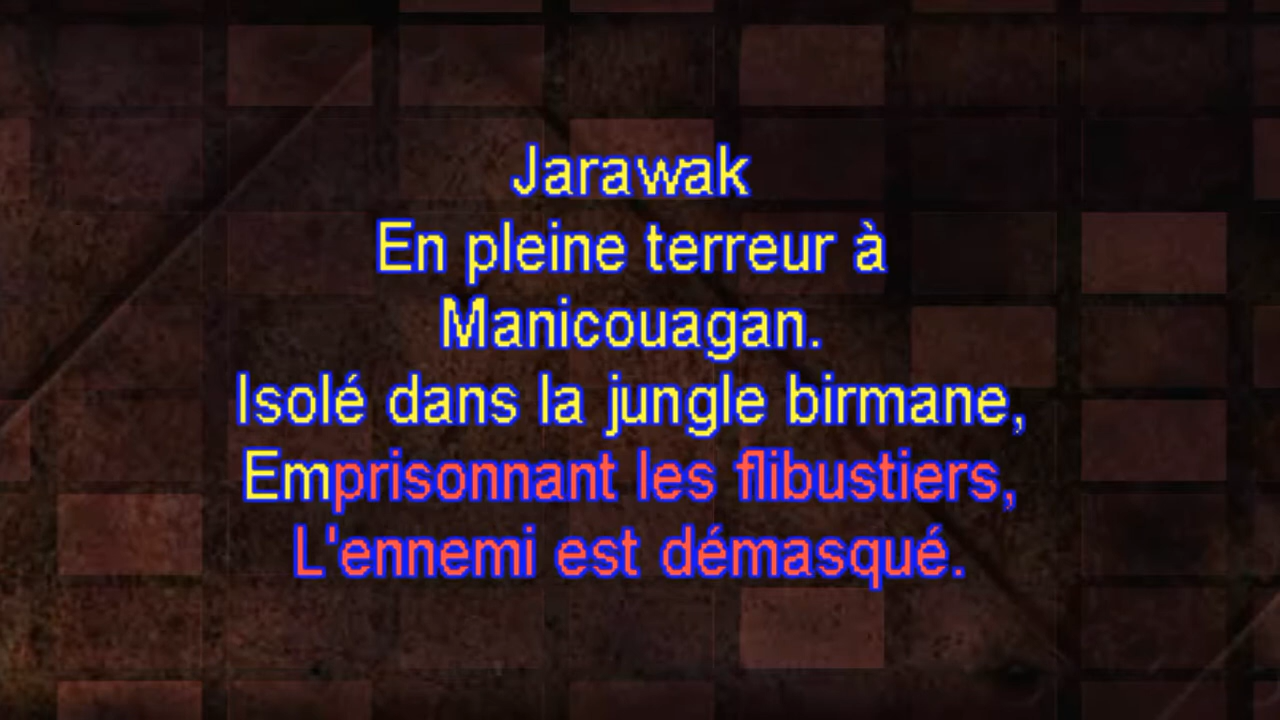 Jarawak
En pleine terreur à
Manicouagan.
Isolé dans la jungle birmane,
Emprisonnant les flibustiers,
L'ennemi est démasqué.